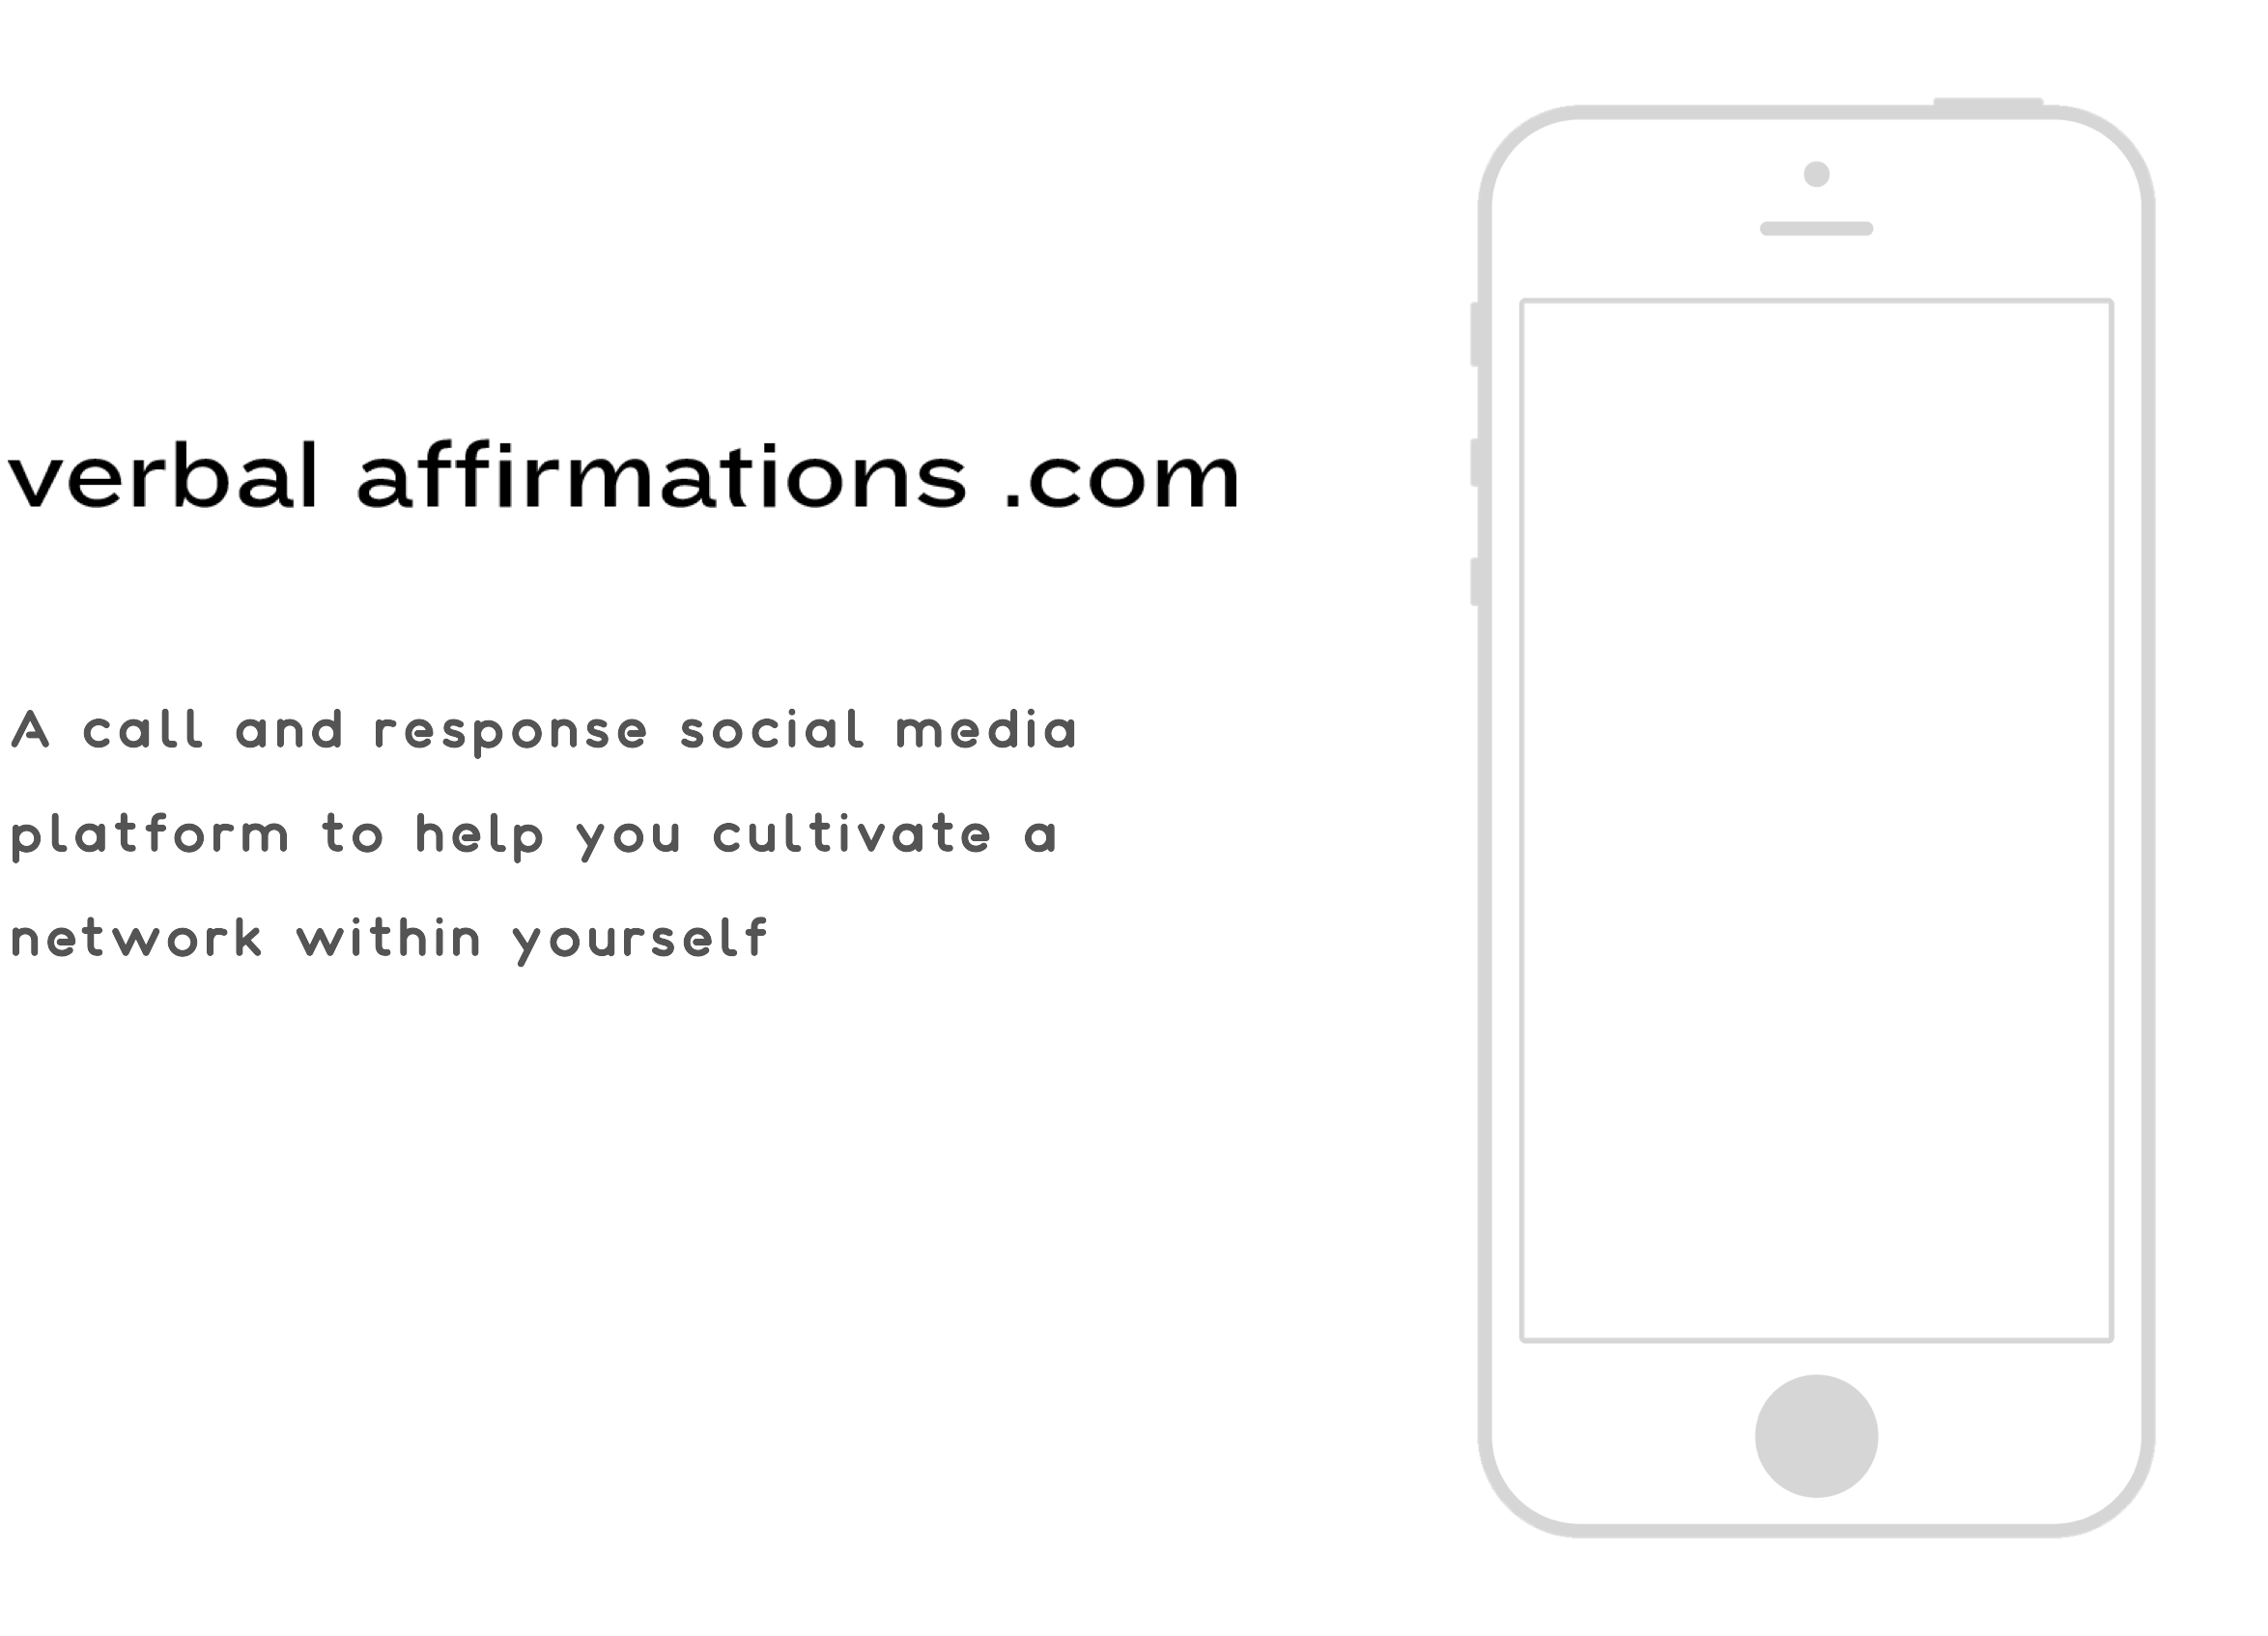 verbal affirmations .com
A call and response social media
platform to help you cultivate a
network within yourself